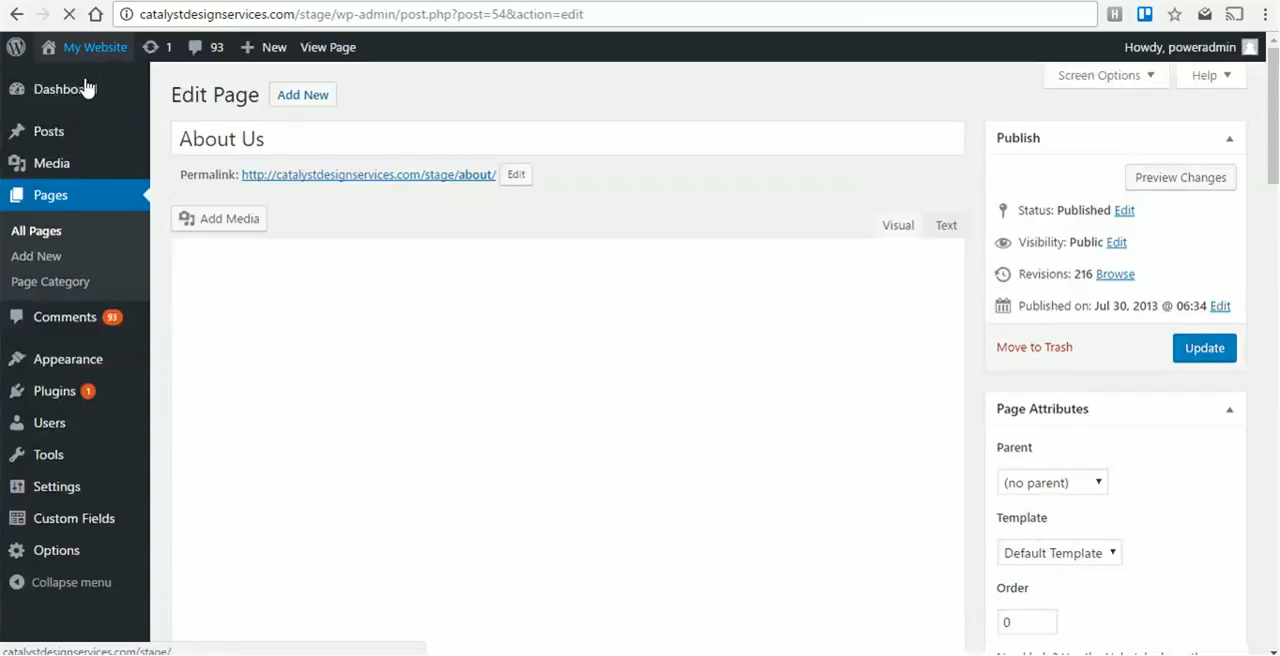 catalystdesignservices.com/stage/wp-admin/post.php?post=54&action=edit
My Website 1 93 New View Page Howdy, poweradmin
Screen Options Help
Dashboard
Edit Page Add New
Posts
About Us
Publish
Media
Permalink: http://catalystdesignservices.com/stage/about/ Edit
Preview Changes
Pages
Status: Published Edit
Add Media
Visual Text
All Pages
Visibility: Public Edit
Add New
Revisions: 216 Browse
Page Category
Published on: Jul 30, 2013 @ 06:34 Edit
Comments 93
Move to Trash Update
Appearance
Plugins 1
Page Attributes
Users
Parent
Tools
(no parent)
Settings
Template
Custom Fields
Default Template
Options
Collapse menu
Order
0
catalystdesignservices.com/stage/